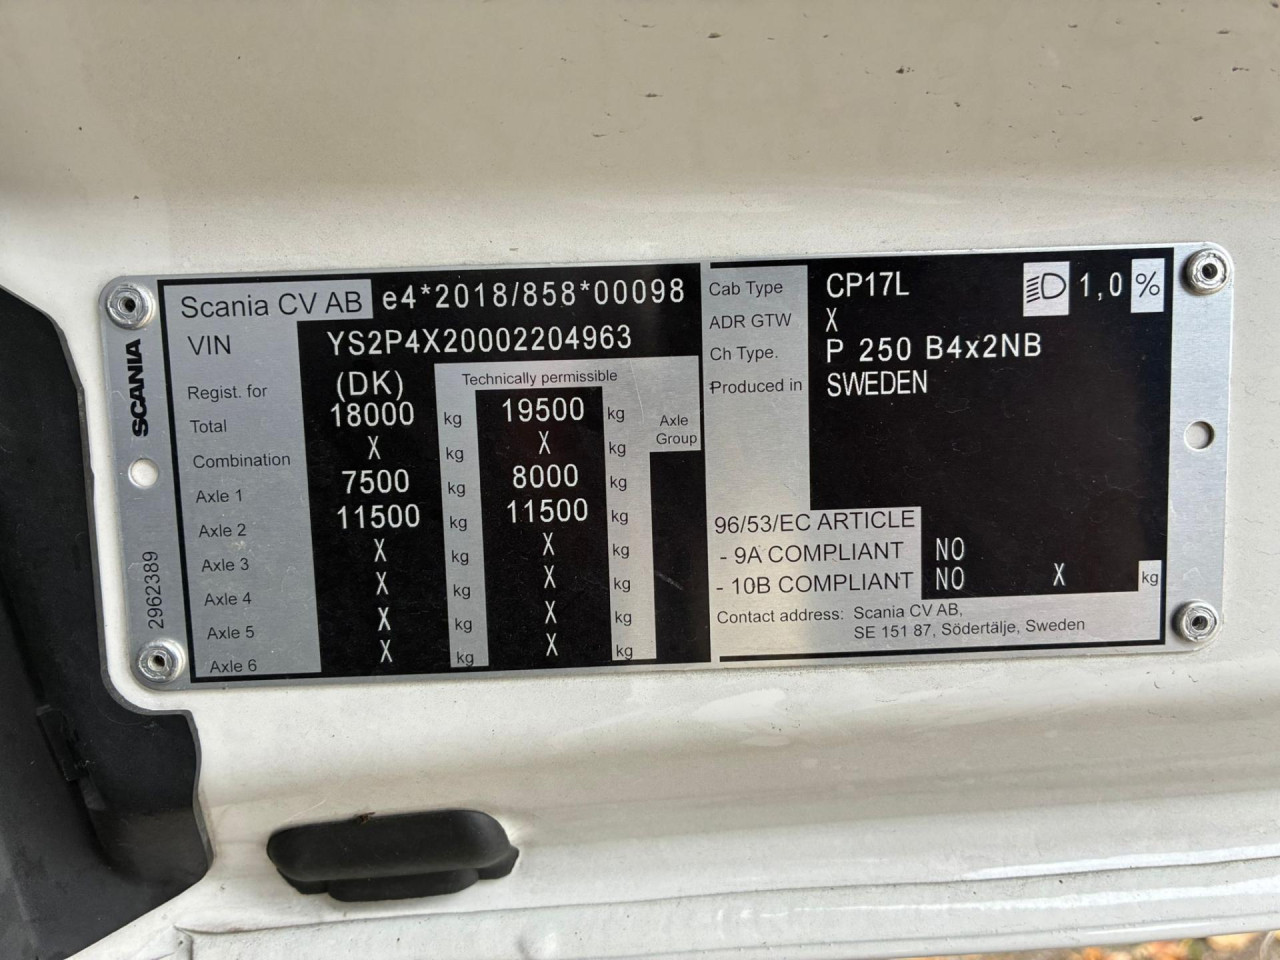 SCANIA
2962389
Scania CV AB e4*2018/858*00098
VIN YS2P4X20002204963
Regist. for (DK) Technically permissible
Total 18000 kg 19500 kg Axle Group
Combination X kg X kg
Axle 1 7500 kg 8000 kg
Axle 2 11500 kg 11500 kg
Axle 3 X kg X kg
Axle 4 X kg X kg
Axle 5 X kg X kg
Axle 6 X kg X kg
Cab Type CP17L 1,0 %
ADR GTW X
Ch Type. P 250 B4x2NB
Produced in SWEDEN
96/53/EC ARTICLE
- 9A COMPLIANT NO
- 10B COMPLIANT NO X kg
Contact address: Scania CV AB,
SE 151 87, Södertälje, Sweden